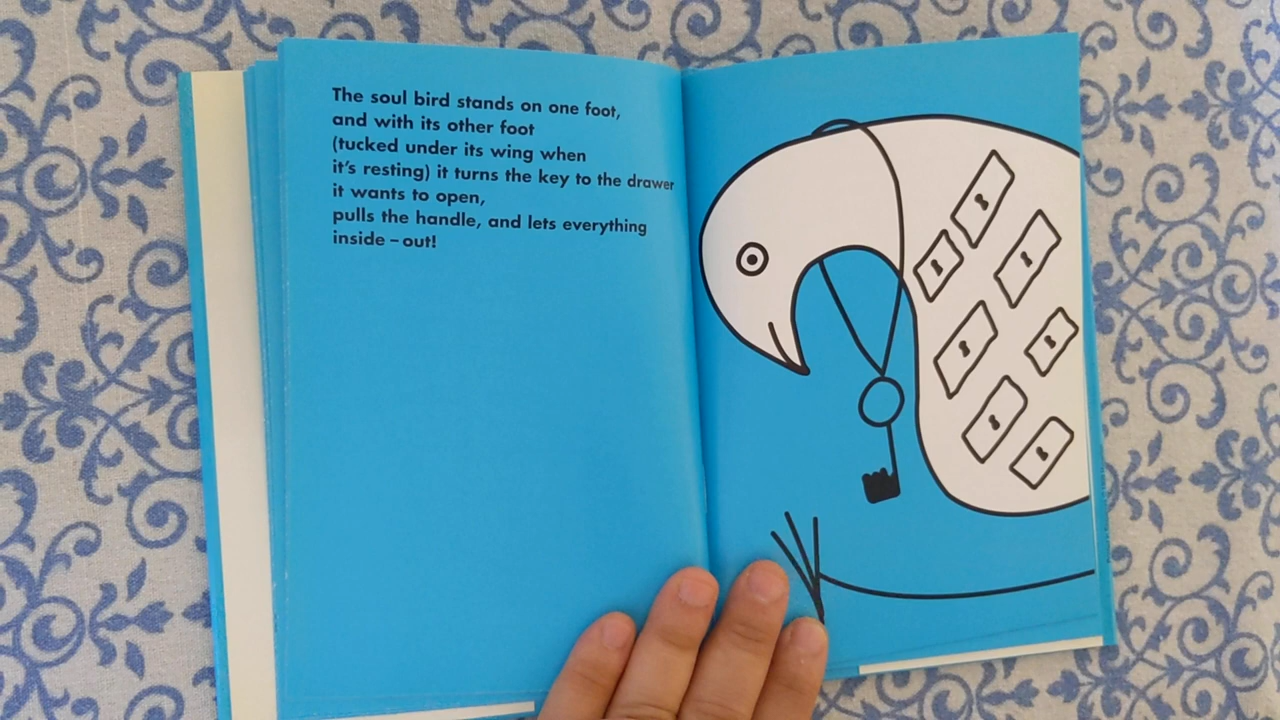 The soul bird stands on one foot,
and with its other foot
(tucked under its wing when
it's resting) it turns the key to the drawer
it wants to open,
pulls the handle, and lets everything
inside – out!